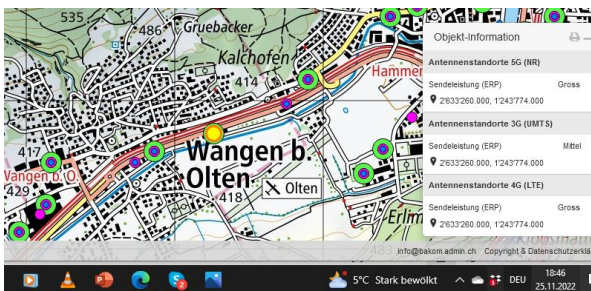 535
486
Gruebacker
Kalchofen
414
Hammer
417
Wangen b. O.
429
Wangen b.
Olten
418
Olten
Erlim
483
Objekt-Information
Antennenstandorte 5G (NR)
Sendeleistung (ERP) Gross
2'633'260.000, 1'243'774.000
Antennenstandorte 3G (UMTS)
Sendeleistung (ERP) Mittel
2'633'260.000, 1'243'774.000
Antennenstandorte 4G (LTE)
Sendeleistung (ERP) Gross
2'633'260.000, 1'243'774.000
info@bakom.admin.ch Copyright & Datenschutzerklä
5°C Stark bewölkt DEU 18:46
25.11.2022